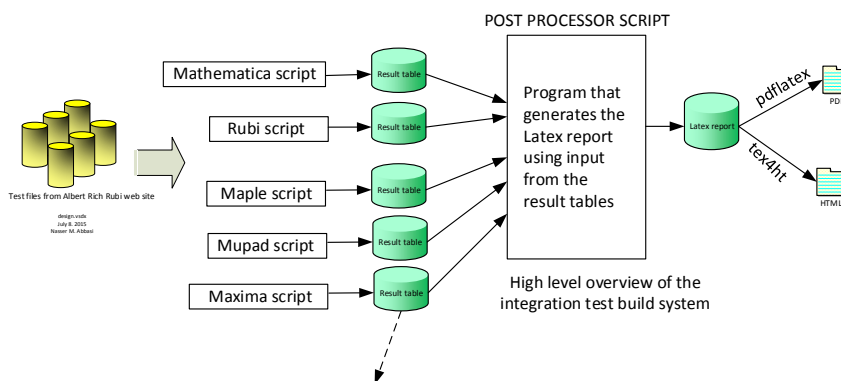 POST PROCESSOR SCRIPT
Mathematica script
Result table
Rubi script
Result table
Maple script
Result table
Mupad script
Result table
Maxima script
Result table
Test files from Albert Rich Rubi web site
design.vsdx
July 8. 2015
Nasser M. Abbasi
Program that
generates the
Latex report
using input
from the
result tables
High level overview of the
integration test build system
Latex report
pdflatex
PD
tex4ht
HTML